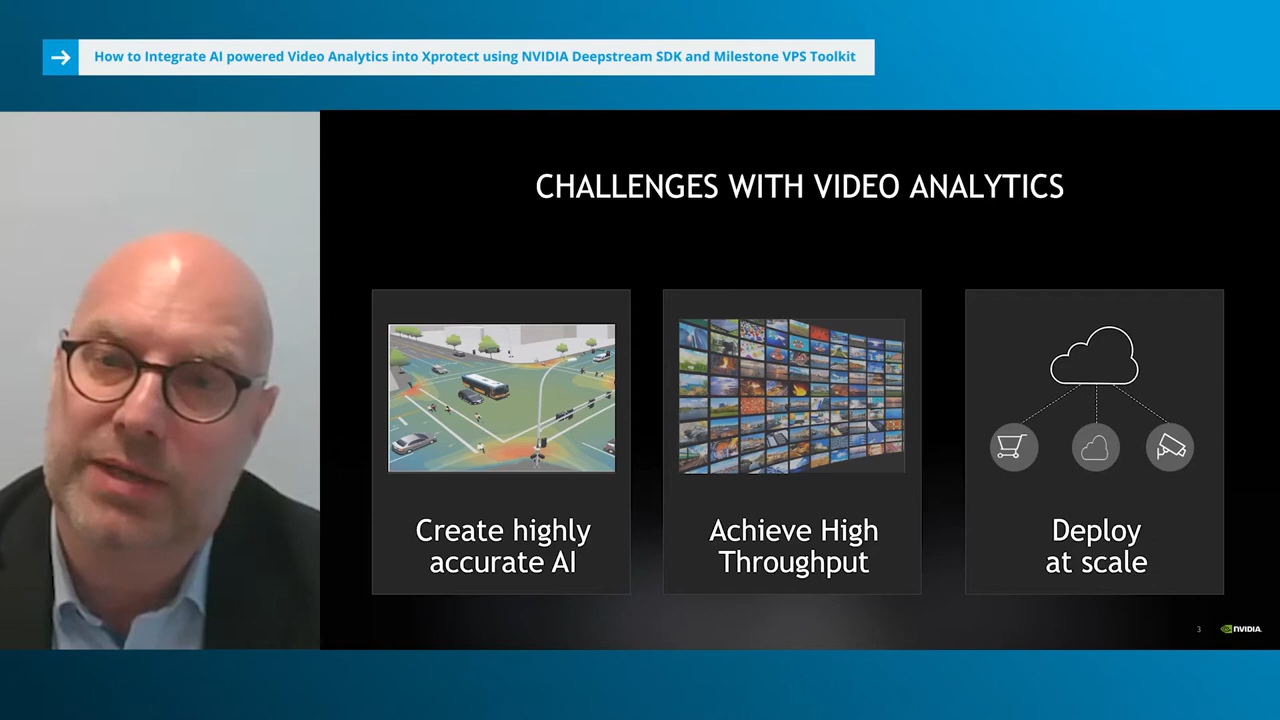 How to Integrate AI powered Video Analytics into Xprotect using NVIDIA Deepstream SDK and Milestone VPS Toolkit
CHALLENGES WITH VIDEO ANALYTICS
Create highly
accurate AI
Achieve High
Throughput
Deploy
at scale
3
NVIDIA.